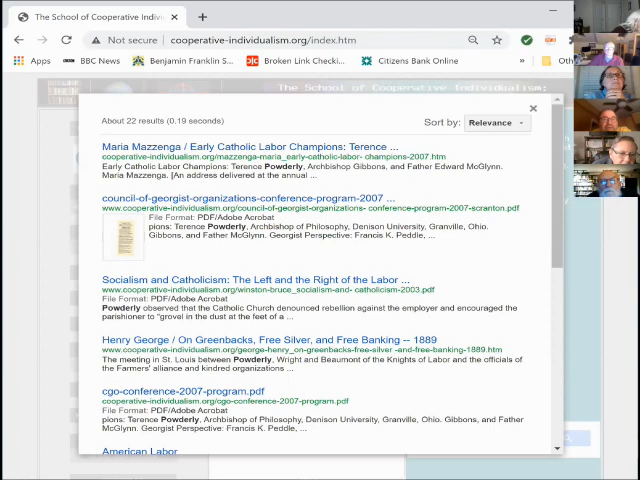 The School of Cooperative Indivi
Not secure
cooperative-individualism.org/index.htm
BBC News
Benjamin Franklin S...
Broken Link Checki...
Citizens Bank Online
»
The School of Cooperative Individualism:
About 22 results (0.19 seconds)
Sort by:
Relevance
Maria Mazzenga / Early Catholic Labor Champions: Terence ...
cooperative-individualism.org/mazzenga-maria_early-catholic-labor- champions-2007.htm
Early Catholic Labor Champions: Terence Powderly, Archbishop Gibbons, and Father Edward McGlynn.
Maria Mazzenga. [An address delivered at the annual ...
council-of-georgist-organizations-conference-program-2007 ...
www.cooperative-individualism.org/council-of-georgist-organizations- conference-program-2007-scranton.pdf
File Format: PDF/Adobe Acrobat
pions: Terence Powderly, Archbishop of Philosophy, Denison University, Granville, Ohio.
Gibbons, and Father McGlynn. Georgist Perspective: Francis K. Peddle, ...
Socialism and Catholicism: The Left and the Right of the Labor ...
www.cooperative-individualism.org/winston-bruce_socialism-and- catholicism-2003.pdf
File Format: PDF/Adobe Acrobat
Powderly observed that the Catholic Church denounced rebellion against the employer and encouraged the
parishioner to "grovel in the dust at the feet of a ...
Henry George / On Greenbacks, Free Silver, and Free Banking -- 1889
www.cooperative-individualism.org/george-henry_on-greenbacks-free-silver -and-free-banking-1889.htm
The meeting in St. Louis between Powderly, Wright and Beaumont of the Knights of Labor and the officials of
the Farmers' alliance and kindred organizations ...
cgo-conference-2007-program.pdf
cooperative-individualism.org/cgo-conference-2007-program.pdf
File Format: PDF/Adobe Acrobat
pions: Terence Powderly, Archbishop of Philosophy, Denison University, Granville, Ohio. Gibbons, and Father
McGlynn. Georgist Perspective: Francis K. Peddle, ...
American Labor